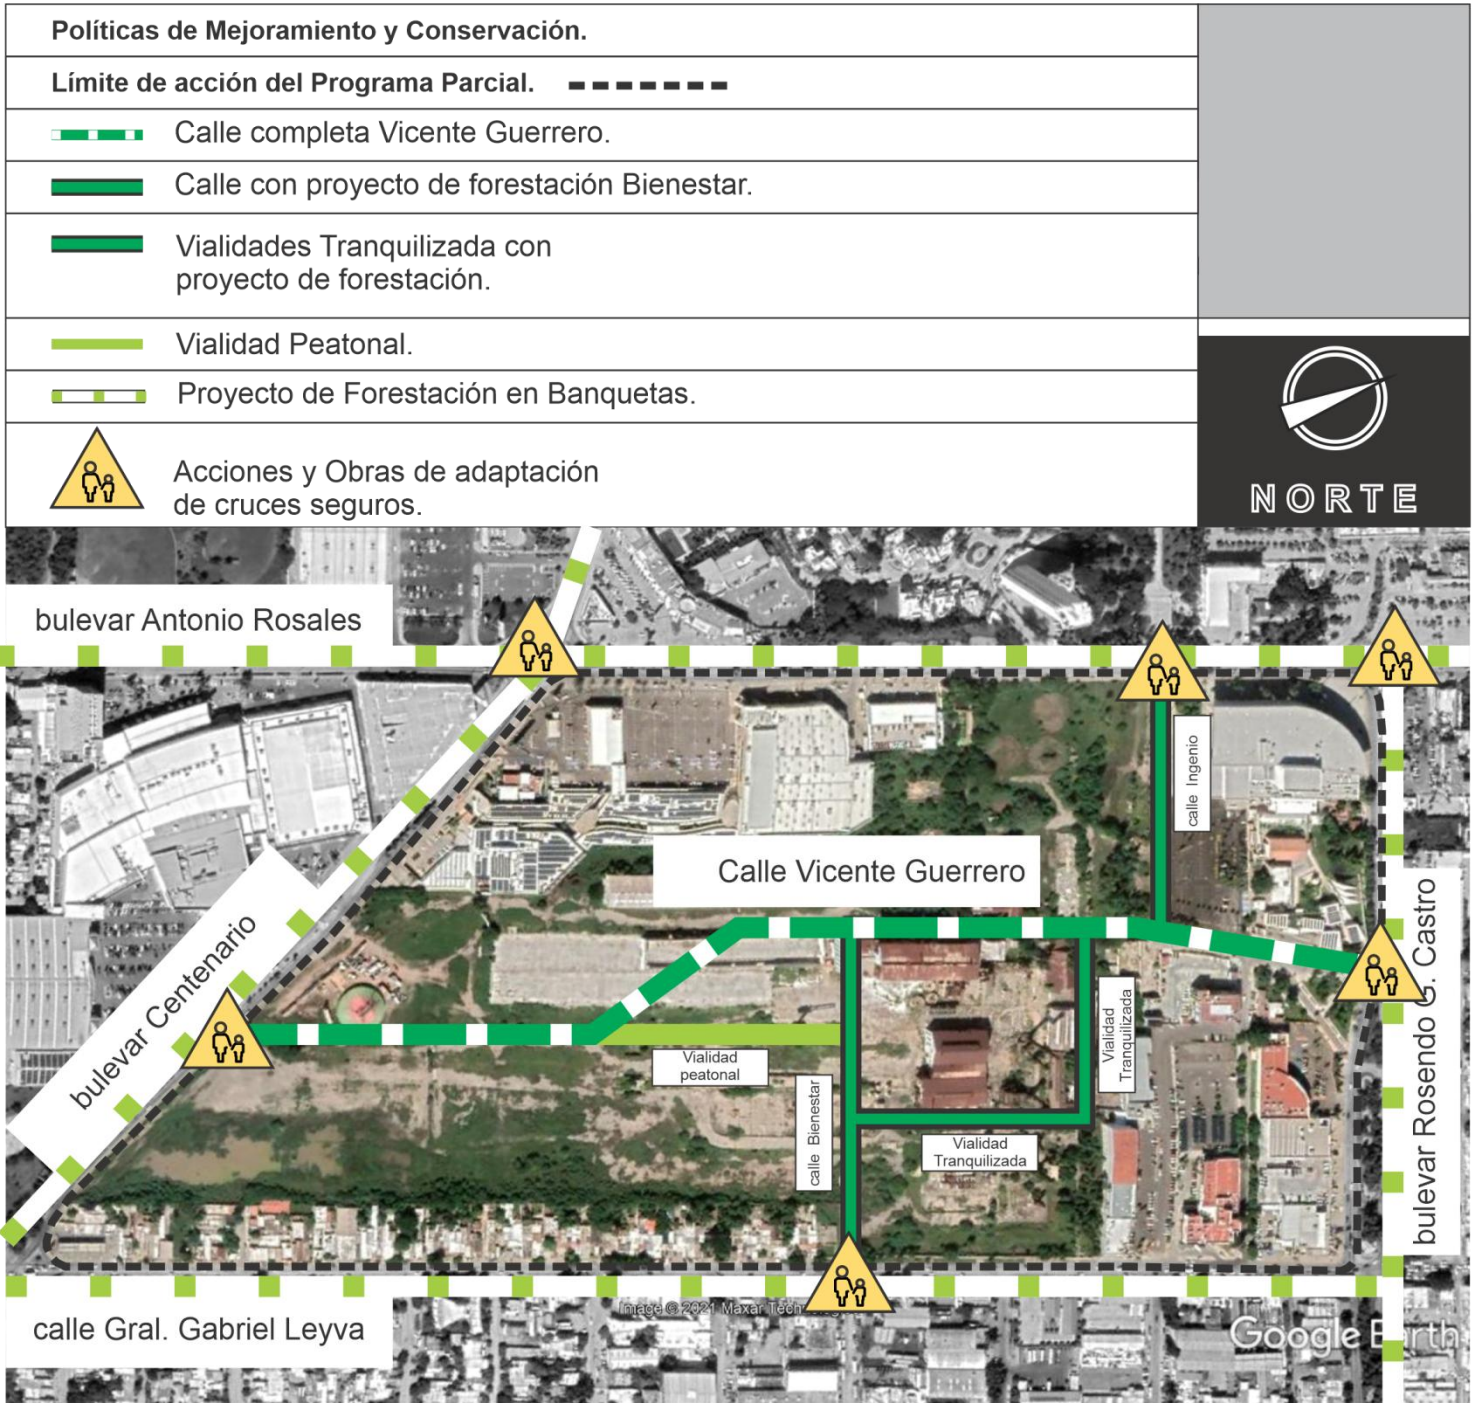 Políticas de Mejoramiento y Conservación.
Límite de acción del Programa Parcial.
Calle completa Vicente Guerrero.
Calle con proyecto de forestación Bienestar.
Vialidades Tranquilizada con
proyecto de forestación.
Vialidad Peatonal.
Proyecto de Forestación en Banquetas.
Acciones y Obras de adaptación
de cruces seguros.
NORTE
bulevar Antonio Rosales
calle Ingenio
Calle Vicente Guerrero
bulevar Centenario
bulevar Rosendo G. Castro
Vialidad
peatonal
Vialidad
Tranquilizada
calle Bienestar
Vialidad
Tranquilizada
calle Gral. Gabriel Leyva
Image © 2021 Maxar Tech
Google Earth